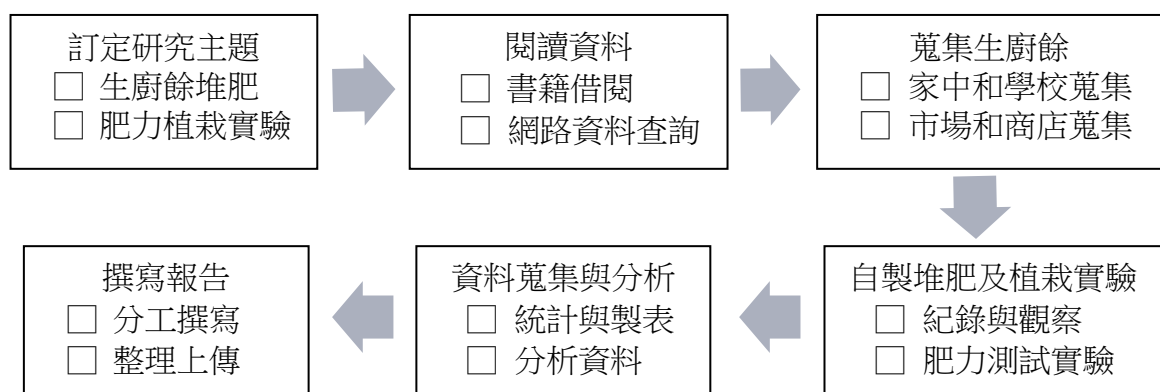 訂定研究主題
□ 生廚餘堆肥
□ 肥力植栽實驗
閱讀資料
□ 書籍借閱
□ 網路資料查詢
蒐集生廚餘
□ 家中和學校蒐集
□ 市場和商店蒐集
自製堆肥及植栽實驗
□ 紀錄與觀察
□ 肥力測試實驗
資料蒐集與分析
□ 統計與製表
□ 分析資料
撰寫報告
□ 分工撰寫
□ 整理上傳